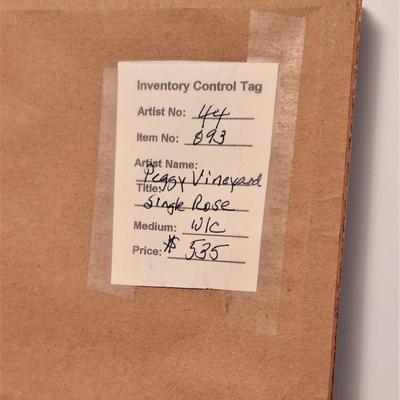 Inventory Control Tag
Artist No: 44
Item No: 093
Artist Name:
Peggy Vineyard
Title:
Single Rose
Medium: W/C
Price: $ 535